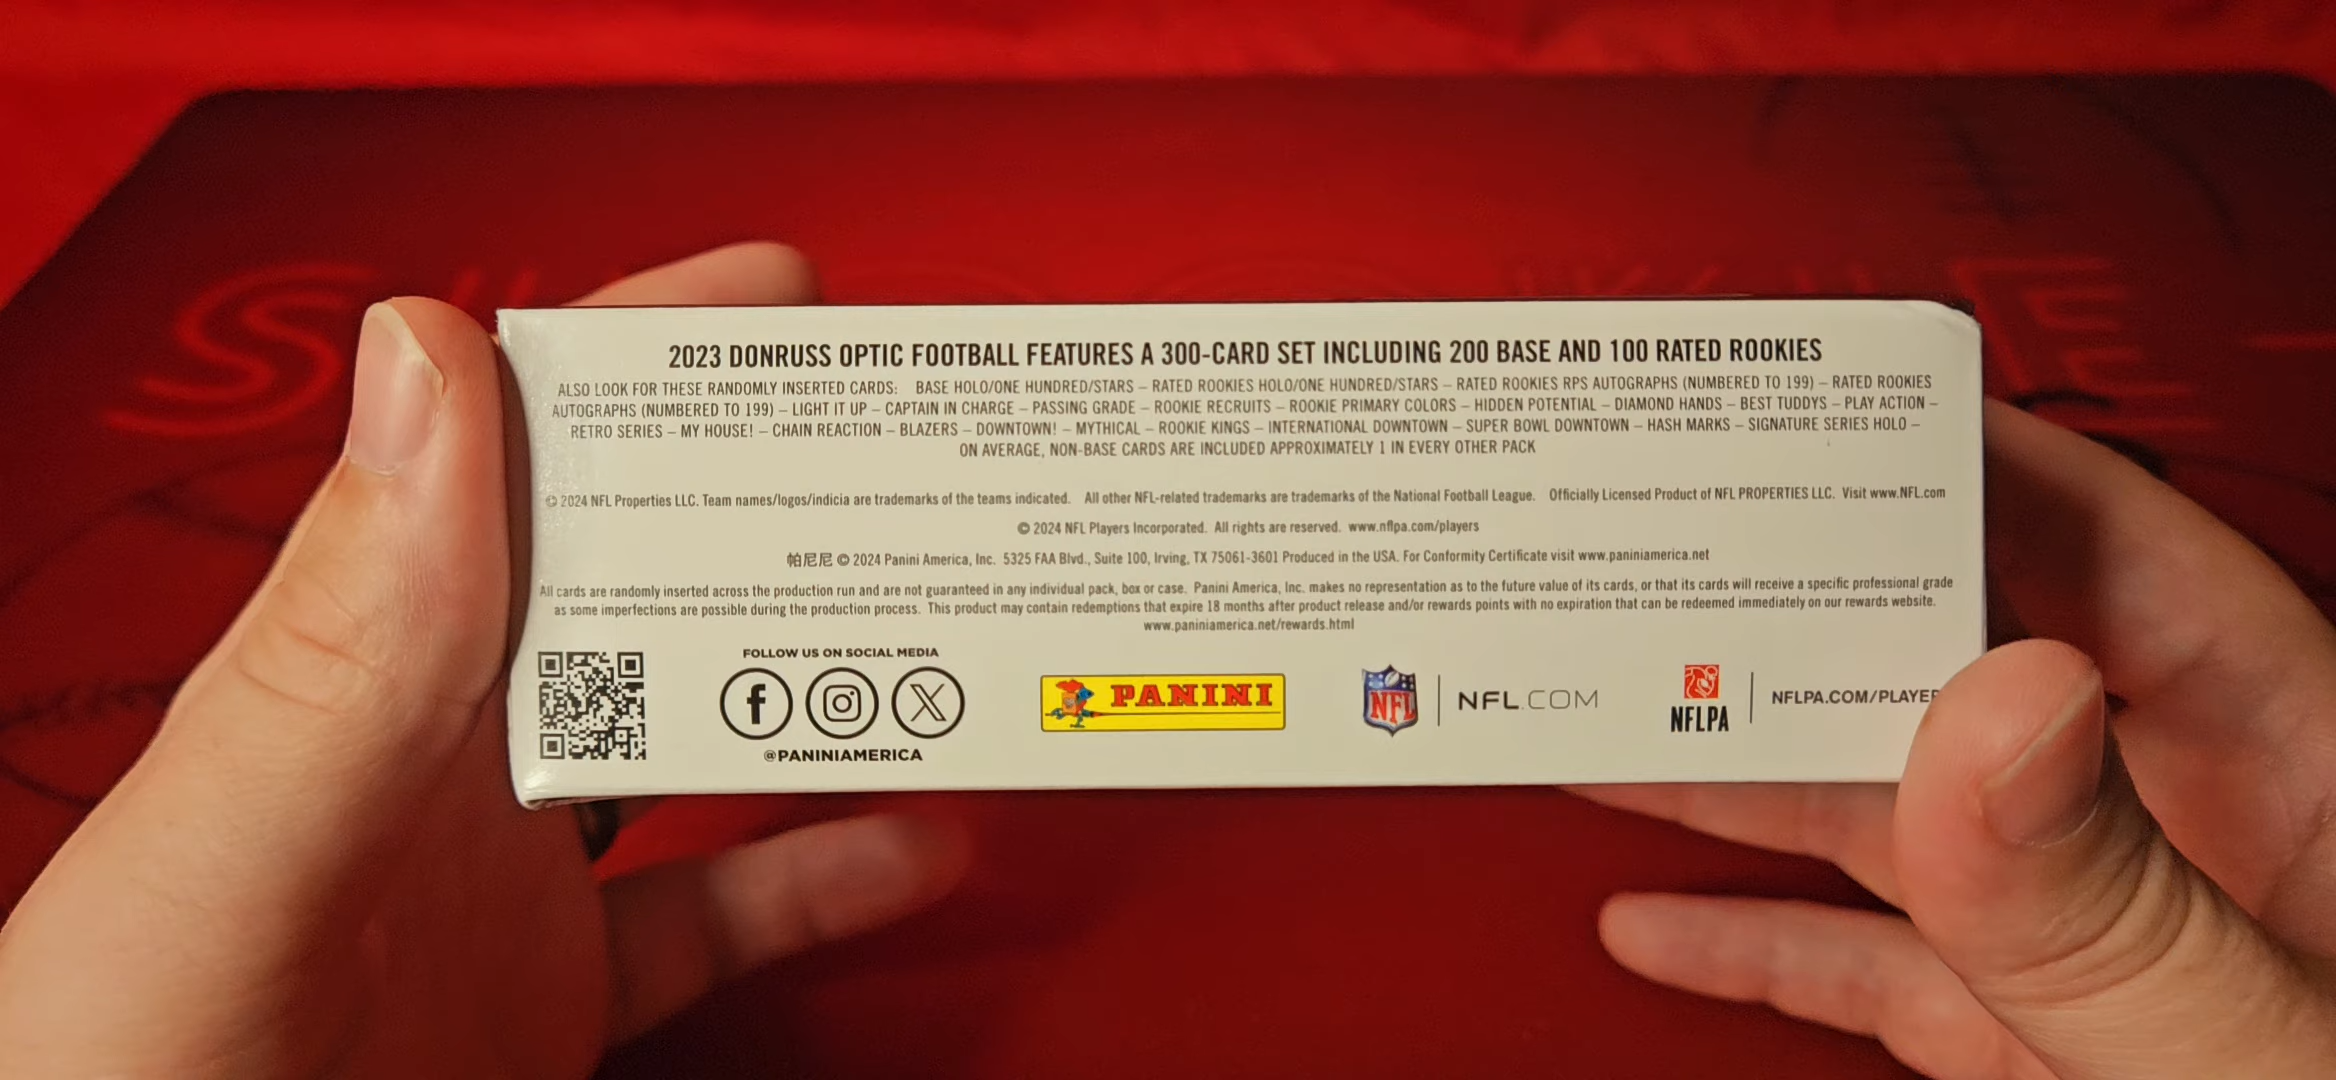 2023 DONRUSS OPTIC FOOTBALL FEATURES A 300-CARD SET INCLUDING 200 BASE AND 100 RATED ROOKIES
ALSO LOOK FOR THESE RANDOMLY INSERTED CARDS: BASE HOLO/ONE HUNDRED/STARS – RATED ROOKIES HOLO/ONE HUNDRED/STARS – RATED ROOKIES RPS AUTOGRAPHS (NUMBERED TO 199) – RATED ROOKIES
AUTOGRAPHS (NUMBERED TO 199) – LIGHT IT UP – CAPTAIN IN CHARGE – PASSING GRADE – ROOKIE RECRUITS – ROOKIE PRIMARY COLORS – HIDDEN POTENTIAL – DIAMOND HANDS – BEST TUDDYS – PLAY ACTION –
RETRO SERIES – MY HOUSE! – CHAIN REACTION – BLAZERS – DOWNTOWN! – MYTHICAL – ROOKIE KINGS – INTERNATIONAL DOWNTOWN – SUPER BOWL DOWNTOWN – HASH MARKS – SIGNATURE SERIES HOLO –
ON AVERAGE, NON-BASE CARDS ARE INCLUDED APPROXIMATELY 1 IN EVERY OTHER PACK
© 2024 NFL Properties LLC. Team names/logos/indicia are trademarks of the teams indicated. All other NFL-related trademarks are trademarks of the National Football League. Officially Licensed Product of NFL PROPERTIES LLC. Visit www.NFL.com
© 2024 NFL Players Incorporated. All rights are reserved. www.nflpa.com/players
帕尼尼 © 2024 Panini America, Inc. 5325 FAA Blvd., Suite 100, Irving, TX 75061-3601 Produced in the USA. For Conformity Certificate visit www.paniniamerica.net
All cards are randomly inserted across the production run and are not guaranteed in any individual pack, box or case. Panini America, Inc. makes no representation as to the future value of its cards, or that its cards will receive a specific professional grade
as some imperfections are possible during the production process. This product may contain redemptions that expire 18 months after product release and/or rewards points with no expiration that can be redeemed immediately on our rewards website.
www.paniniamerica.net/rewards.html
FOLLOW US ON SOCIAL MEDIA
@PANINIAMERICA
PANINI
NFL
NFL.COM
NFLPA
NFLPA.COM/PLAYER